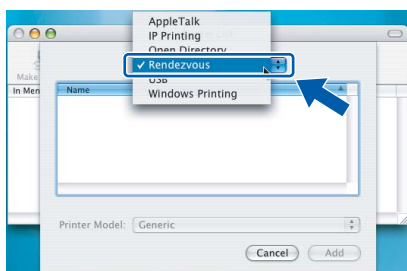 AppleTalk
IP Printing
Open Directory
✓ Rendezvous
USB
Windows Printing
Make
In Men
Name
Printer Model: Generic
Cancel Add